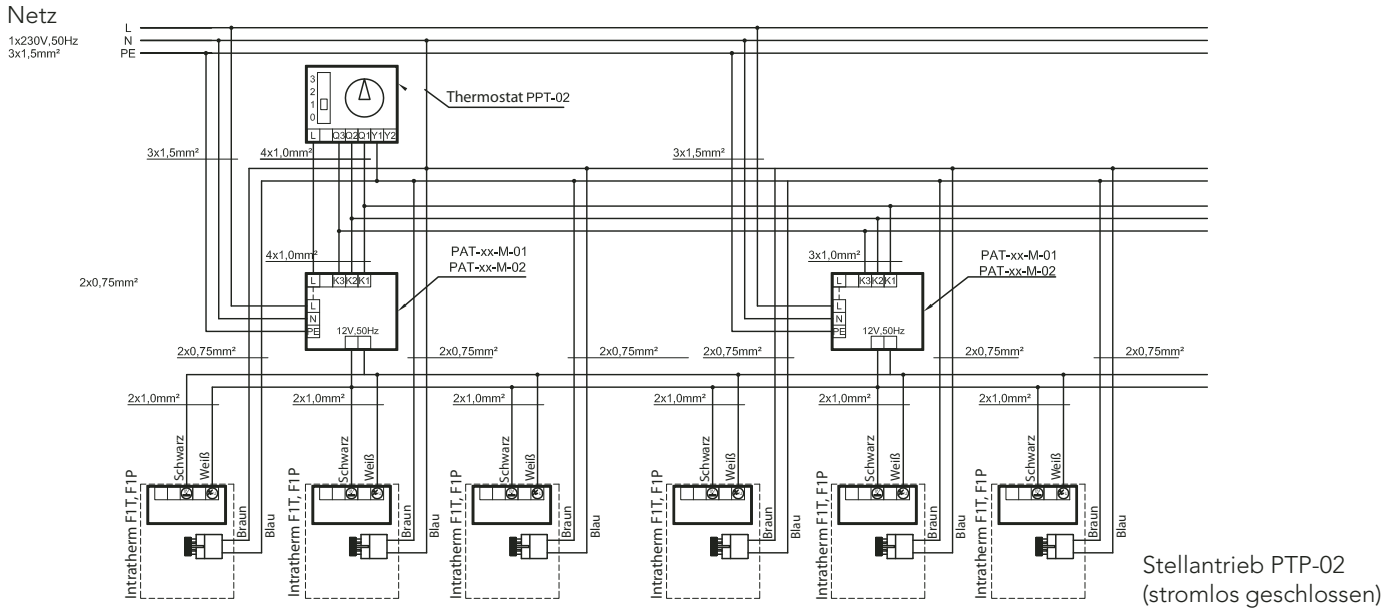 Netz
L
1x230V,50Hz
N
3x1,5mm²
PE
3
2
1
0
Thermostat PPT-02
L Q3 Q2 Q1 Y1 Y2
3x1,5mm²
4x1,0mm²
3x1,5mm²
4x1,0mm²
PAT-xx-M-01
PAT-xx-M-02
3x1,0mm²
PAT-xx-M-01
PAT-xx-M-02
2x0,75mm²
L K3 K2 K1
L
N
PE
12V,50Hz
L K3 K2 K1
L
N
PE
12V,50Hz
2x0,75mm²
2x0,75mm²
2x0,75mm²
2x0,75mm²
2x0,75mm²
2x0,75mm²
2x1,0mm²
2x1,0mm²
2x1,0mm²
2x1,0mm²
2x1,0mm²
2x1,0mm²
Intratherm F1T, F1P
Schwarz
Weiß
Braun
Blau
Intratherm F1T, F1P
Schwarz
Weiß
Braun
Blau
Intratherm F1T, F1P
Schwarz
Weiß
Braun
Blau
Intratherm F1T, F1P
Schwarz
Weiß
Braun
Blau
Intratherm F1T, F1P
Schwarz
Weiß
Braun
Blau
Intratherm F1T, F1P
Schwarz
Weiß
Braun
Blau
Stellantrieb PTP-02
(stromlos geschlossen)